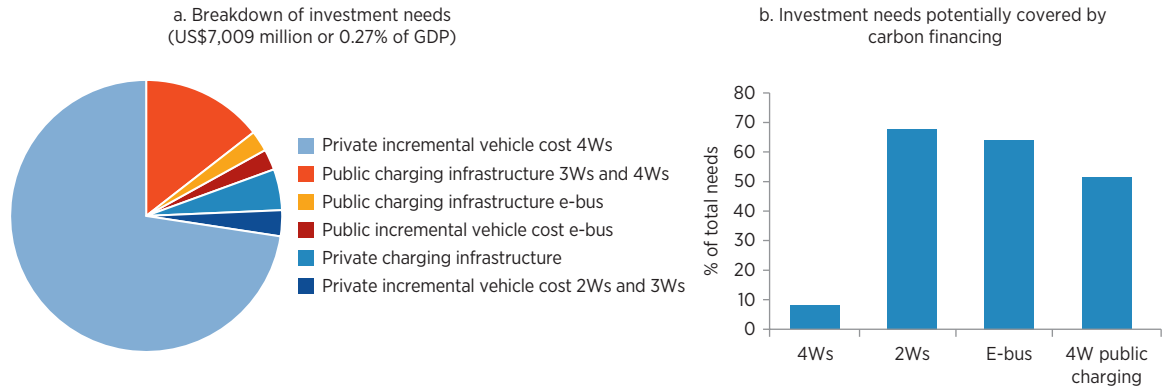 a. Breakdown of investment needs
(US$7,009 million or 0.27% of GDP)
Private incremental vehicle cost 4Ws
Public charging infrastructure 3Ws and 4Ws
Public charging infrastructure e-bus
Public incremental vehicle cost e-bus
Private charging infrastructure
Private incremental vehicle cost 2Ws and 3Ws
b. Investment needs potentially covered by
carbon financing
% of total needs
80
70
60
50
40
30
20
10
0
4Ws
2Ws
E-bus
4W public
charging